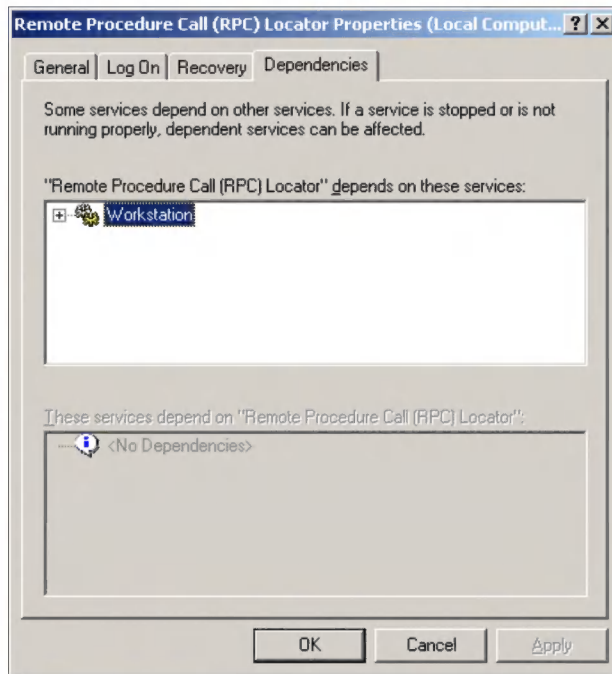 Remote Procedure Call (RPC) Locator Properties (Local Comput...
General Log On Recovery Dependencies
Some services depend on other services. If a service is stopped or is not
running properly, dependent services can be affected.
"Remote Procedure Call (RPC) Locator" depends on these services:
Workstation
These services depend on "Remote Procedure Call (RPC) Locator":
<No Dependencies>
OK Cancel Apply